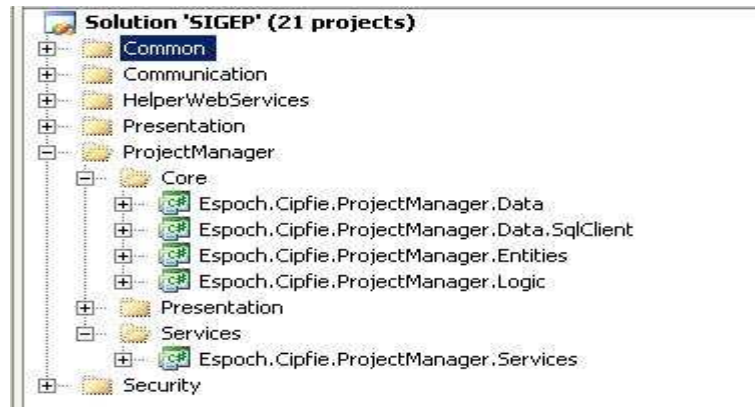 Solution 'SIGEP' (21 projects)
Common
Communication
HelperWebServices
Presentation
ProjectManager
Core
Espoch.Cipfie.ProjectManager.Data
Espoch.Cipfie.ProjectManager.Data.SqlClient
Espoch.Cipfie.ProjectManager.Entities
Espoch.Cipfie.ProjectManager.Logic
Presentation
Services
Espoch.Cipfie.ProjectManager.Services
Security